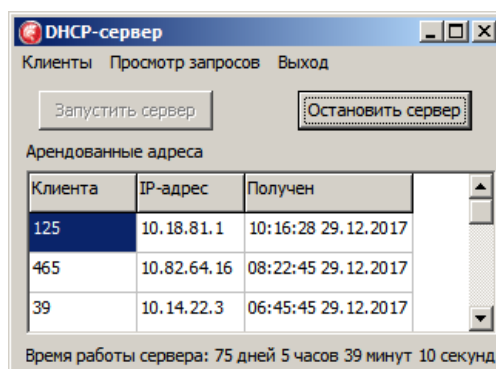 DHCP-сервер
Клиенты Просмотр запросов Выход
Запустить сервер Остановить сервер
Арендованные адреса
Клиента IP-адрес Получен
125 10.18.81.1 10:16:28 29.12.2017
465 10.82.64.16 08:22:45 29.12.2017
39 10.14.22.3 06:45:45 29.12.2017
Время работы сервера: 75 дней 5 часов 39 минут 10 секунд